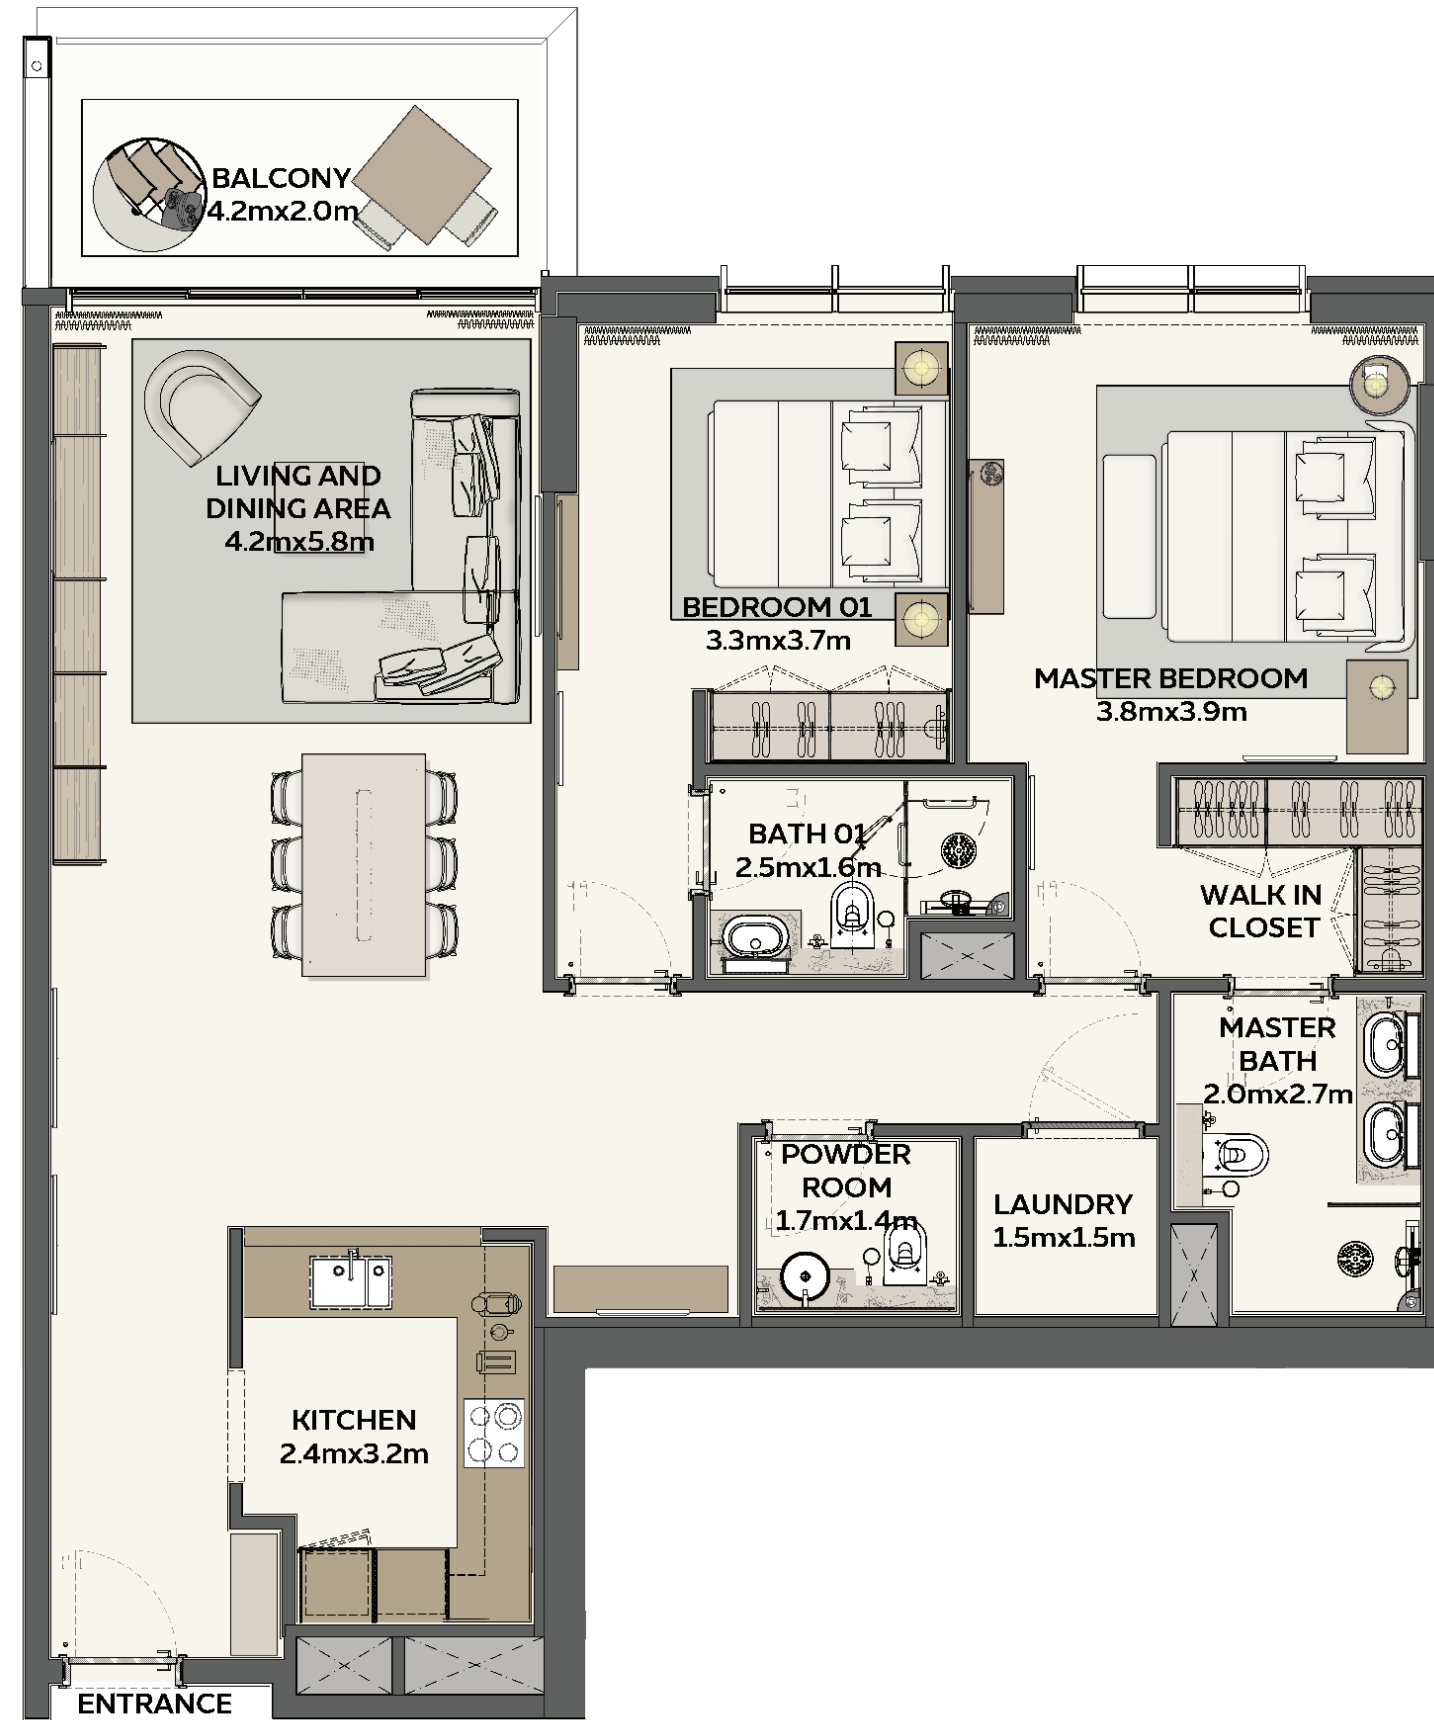 BALCONY
4.2mx2.0m
LIVING AND
DINING AREA
4.2mx5.8m
BEDROOM 01
3.3mx3.7m
MASTER BEDROOM
3.8mx3.9m
BATH 01
2.5mx1.6m
WALK IN
CLOSET
MASTER
BATH
2.0mx2.7m
POWDER
ROOM
1.7mx1.4m
LAUNDRY
1.5mx1.5m
KITCHEN
2.4mx3.2m
ENTRANCE